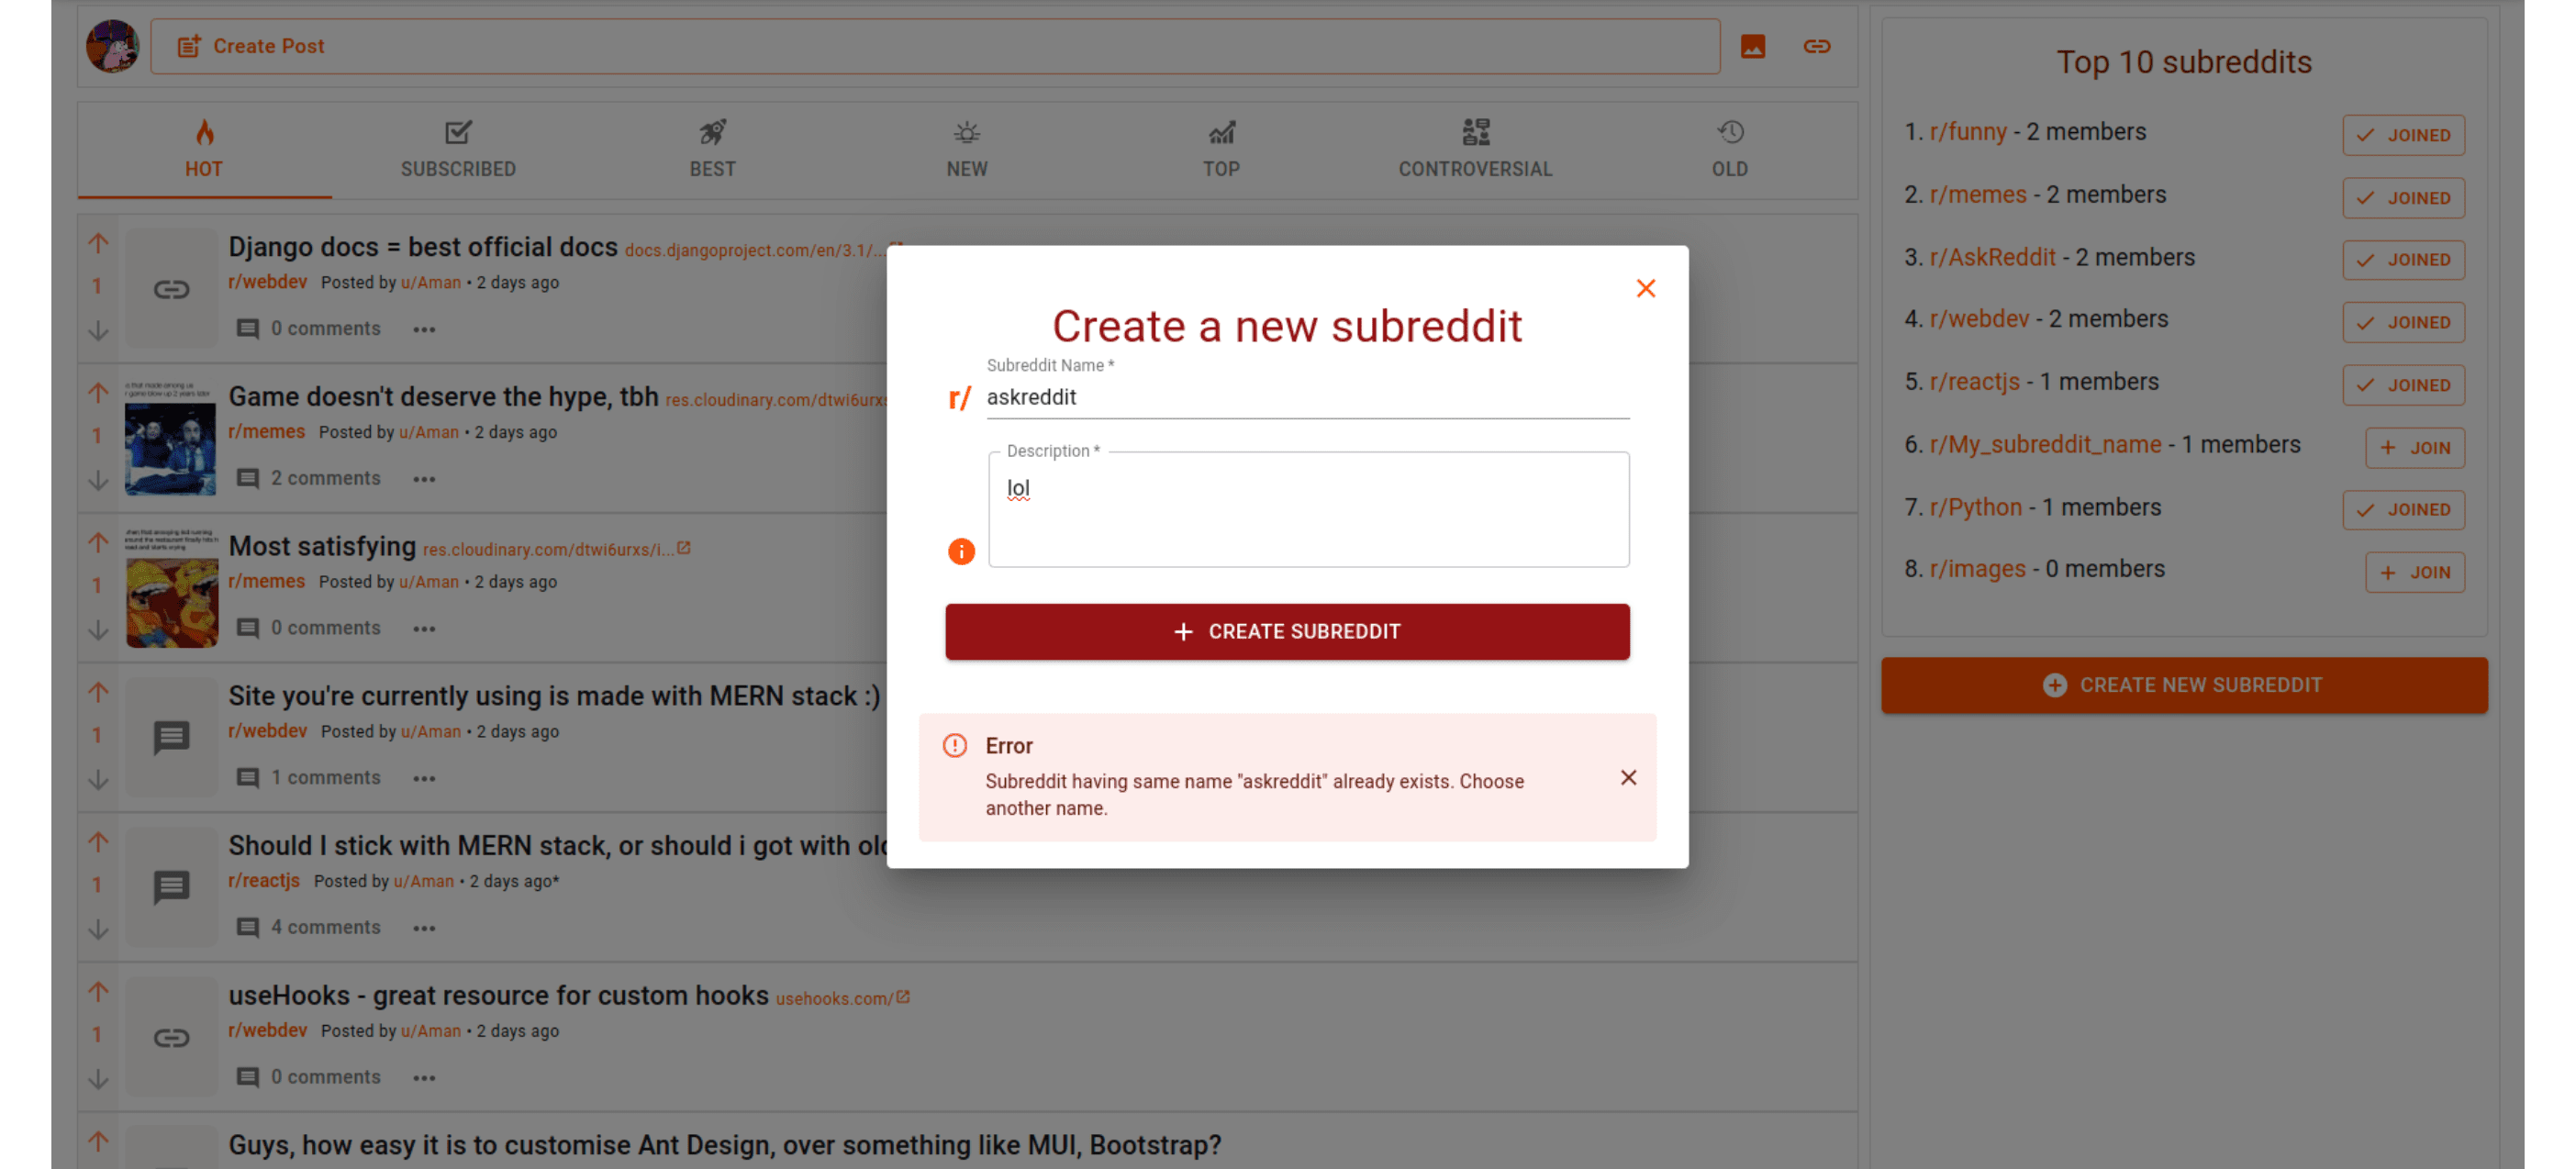 Create Post
HOT
SUBSCRIBED
BEST
NEW
TOP
CONTROVERSIAL
OLD
Django docs = best official docs docs.djangoproject.com/en/3.1/...
r/webdev Posted by u/Aman • 2 days ago
1
0 comments
Game doesn't deserve the hype, tbh res.cloudinary.com/dtwi6urxs
r/memes Posted by u/Aman • 2 days ago
1
2 comments
Most satisfying res.cloudinary.com/dtwi6urxs/i...
r/memes Posted by u/Aman • 2 days ago
1
0 comments
Site you're currently using is made with MERN stack :)
r/webdev Posted by u/Aman • 2 days ago
1
1 comments
Should I stick with MERN stack, or should i got with old
r/reactjs Posted by u/Aman • 2 days ago*
1
4 comments
useHooks - great resource for custom hooks usehooks.com/
r/webdev Posted by u/Aman • 2 days ago
1
0 comments
Guys, how easy it is to customise Ant Design, over something like MUI, Bootstrap?
Create a new subreddit
Subreddit Name *
r/ askreddit
Description *
lol
+ CREATE SUBREDDIT
Error
Subreddit having same name "askreddit" already exists. Choose
another name.
Top 10 subreddits
1. r/funny - 2 members JOINED
2. r/memes - 2 members JOINED
3. r/AskReddit - 2 members JOINED
4. r/webdev - 2 members JOINED
5. r/reactjs - 1 members JOINED
6. r/My_subreddit_name - 1 members + JOIN
7. r/Python - 1 members JOINED
8. r/images - 0 members + JOIN
CREATE NEW SUBREDDIT